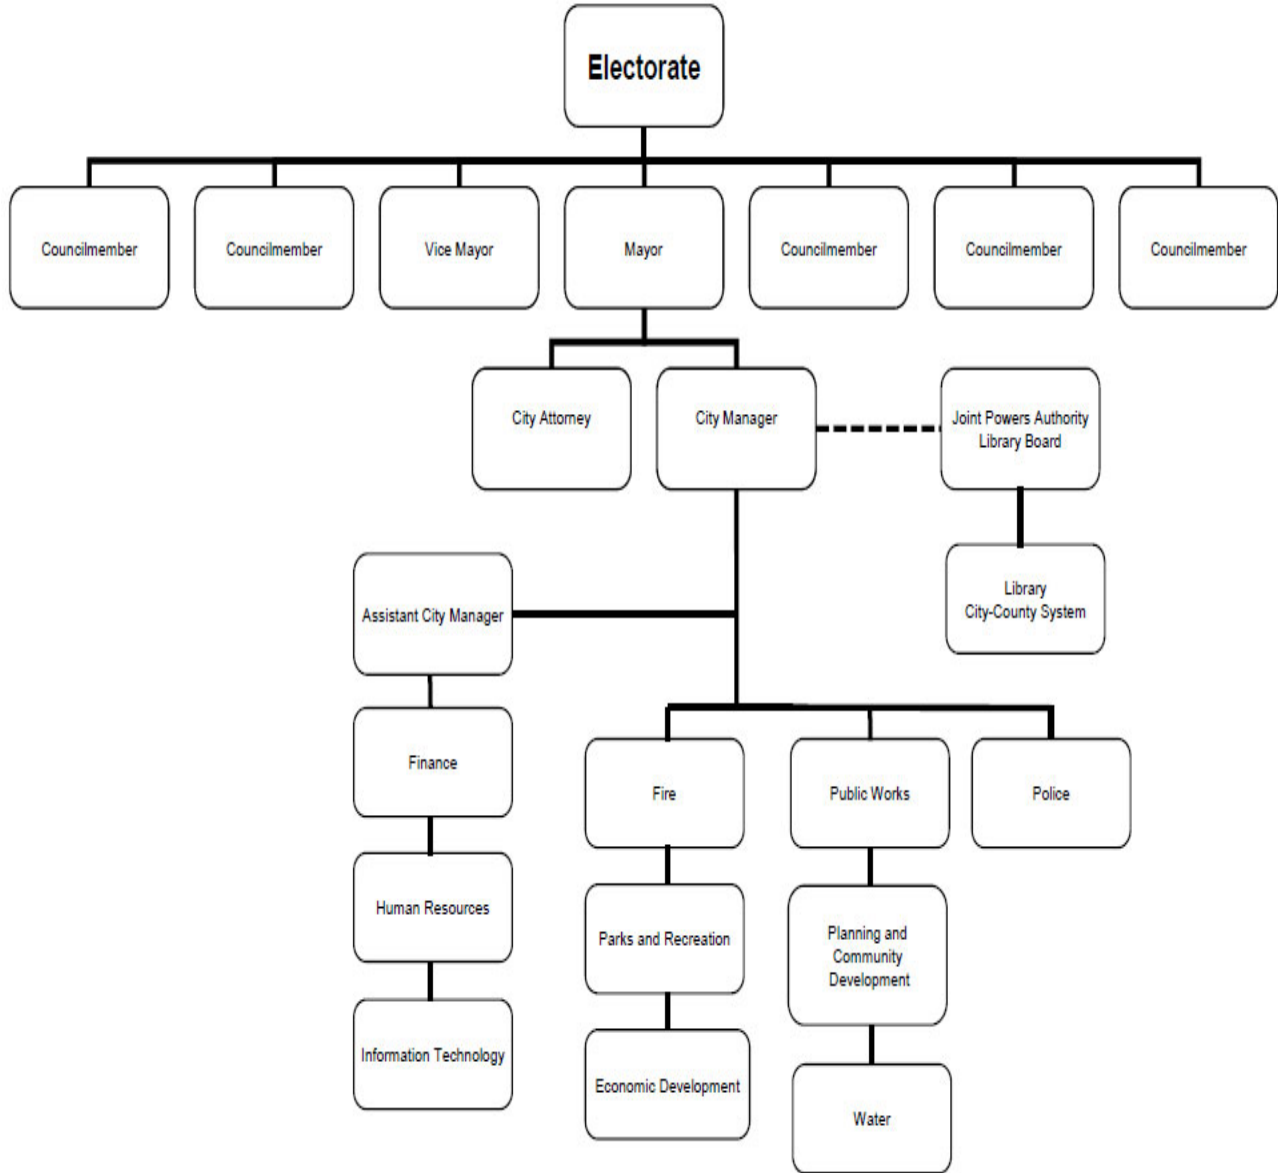 Electorate
Councilmember
Councilmember
Vice Mayor
Mayor
Councilmember
Councilmember
Councilmember
City Attorney
City Manager
Joint Powers Authority
Library Board
Library
City-County System
Assistant City Manager
Finance
Human Resources
Information Technology
Fire
Parks and Recreation
Economic Development
Public Works
Planning and
Community
Development
Water
Police